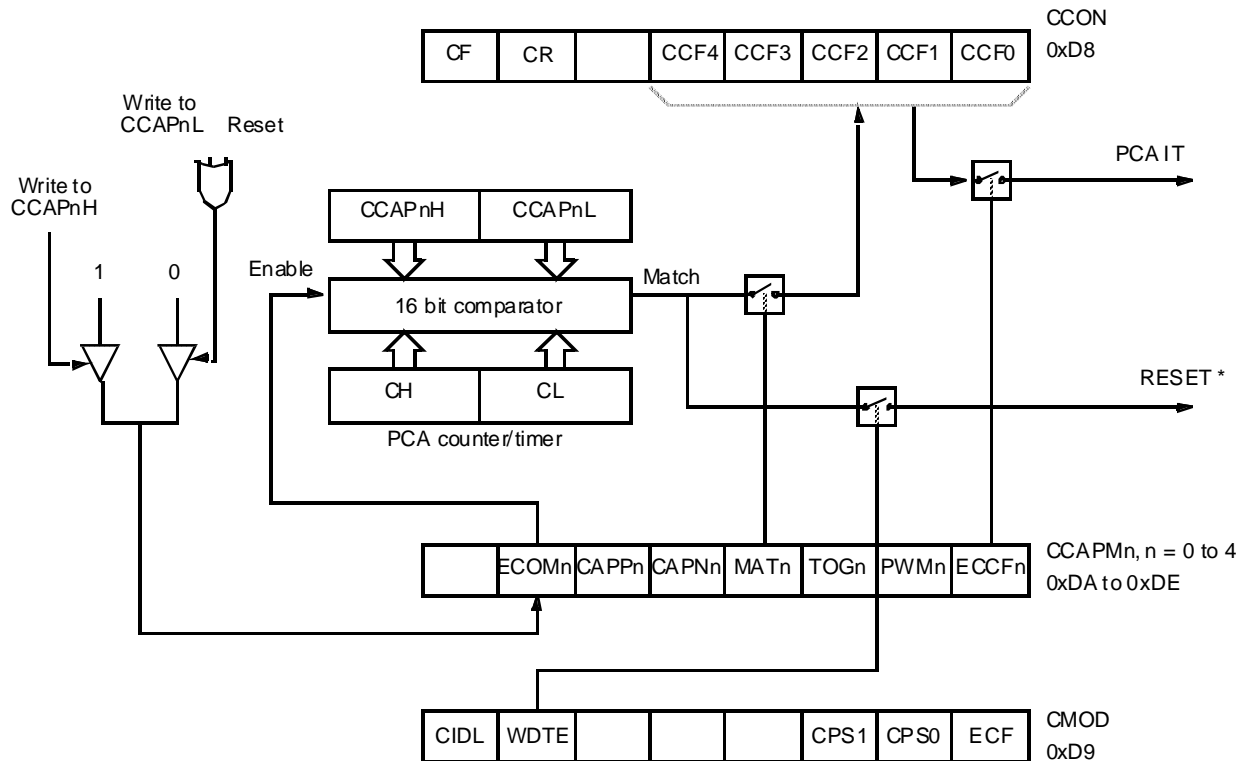 CCON
0xD8
CF CR CCF4 CCF3 CCF2 CCF1 CCF0
Write to
CCAPnL Reset
PCA IT
Write to
CCAPnH
CCAPnH CCAPnL
1 0
Enable
Match
16 bit comparator
CH CL
RESET *
PCA counter/timer
ECOMn CAPPn CAPNn MATn TOGn PWMn ECCFn
CCAPMn, n = 0 to 4
0xDA to 0xDE
CIDL WDTE CPS1 CPS0 ECF
CMOD
0xD9